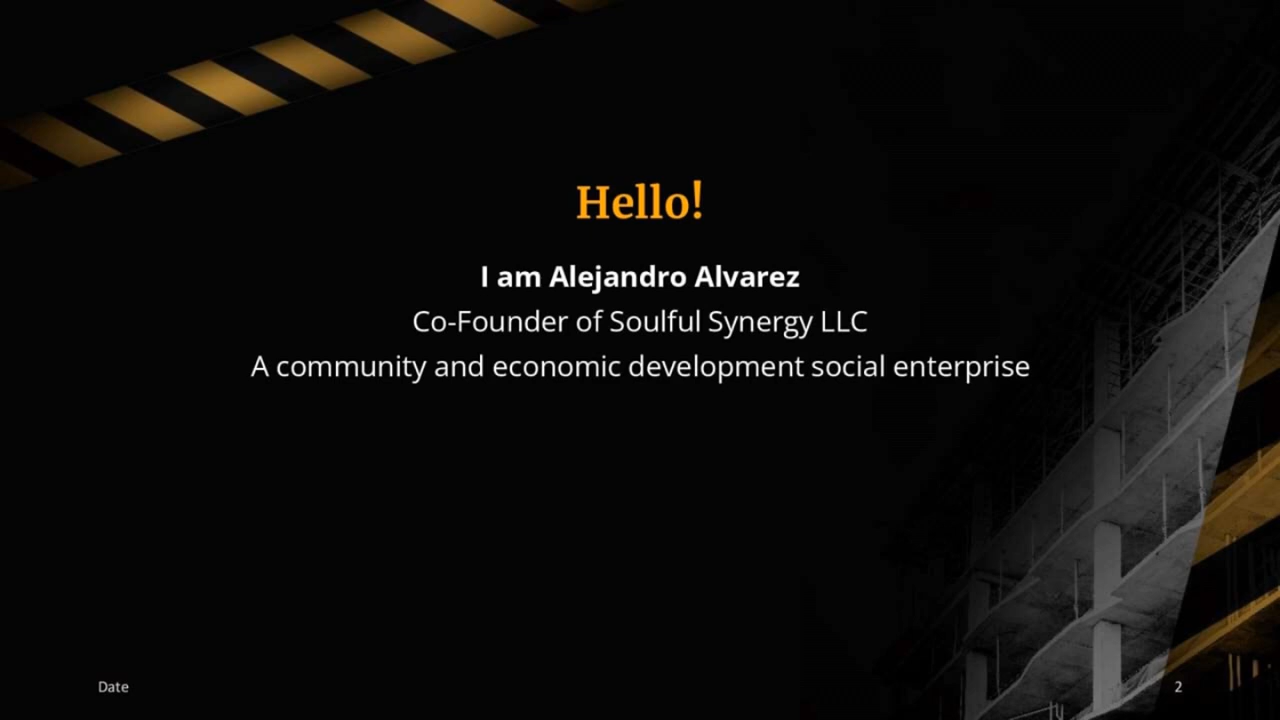 Hello!
I am Alejandro Alvarez
Co-Founder of Soulful Synergy LLC
A community and economic development social enterprise
Date
2